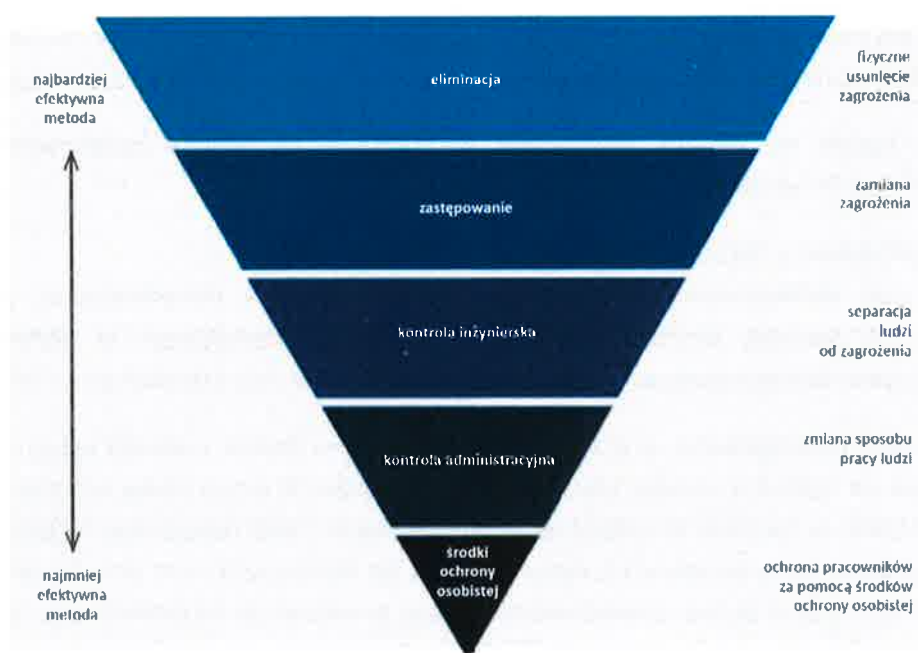 eliminacja
fizyczne
usunięcie
zagrożenia
najbardziej
efektywna
metoda
zastępowanie
zamiana
zagrożenia
kontrola inżynierska
separacja
ludzi
od zagrożenia
kontrola administracyjna
zmiana sposobu
pracy ludzi
środki
ochrony
osobistej
ochrona pracowników
za pomocą środków
ochrony osobistej
najmniej
efektywna
metoda